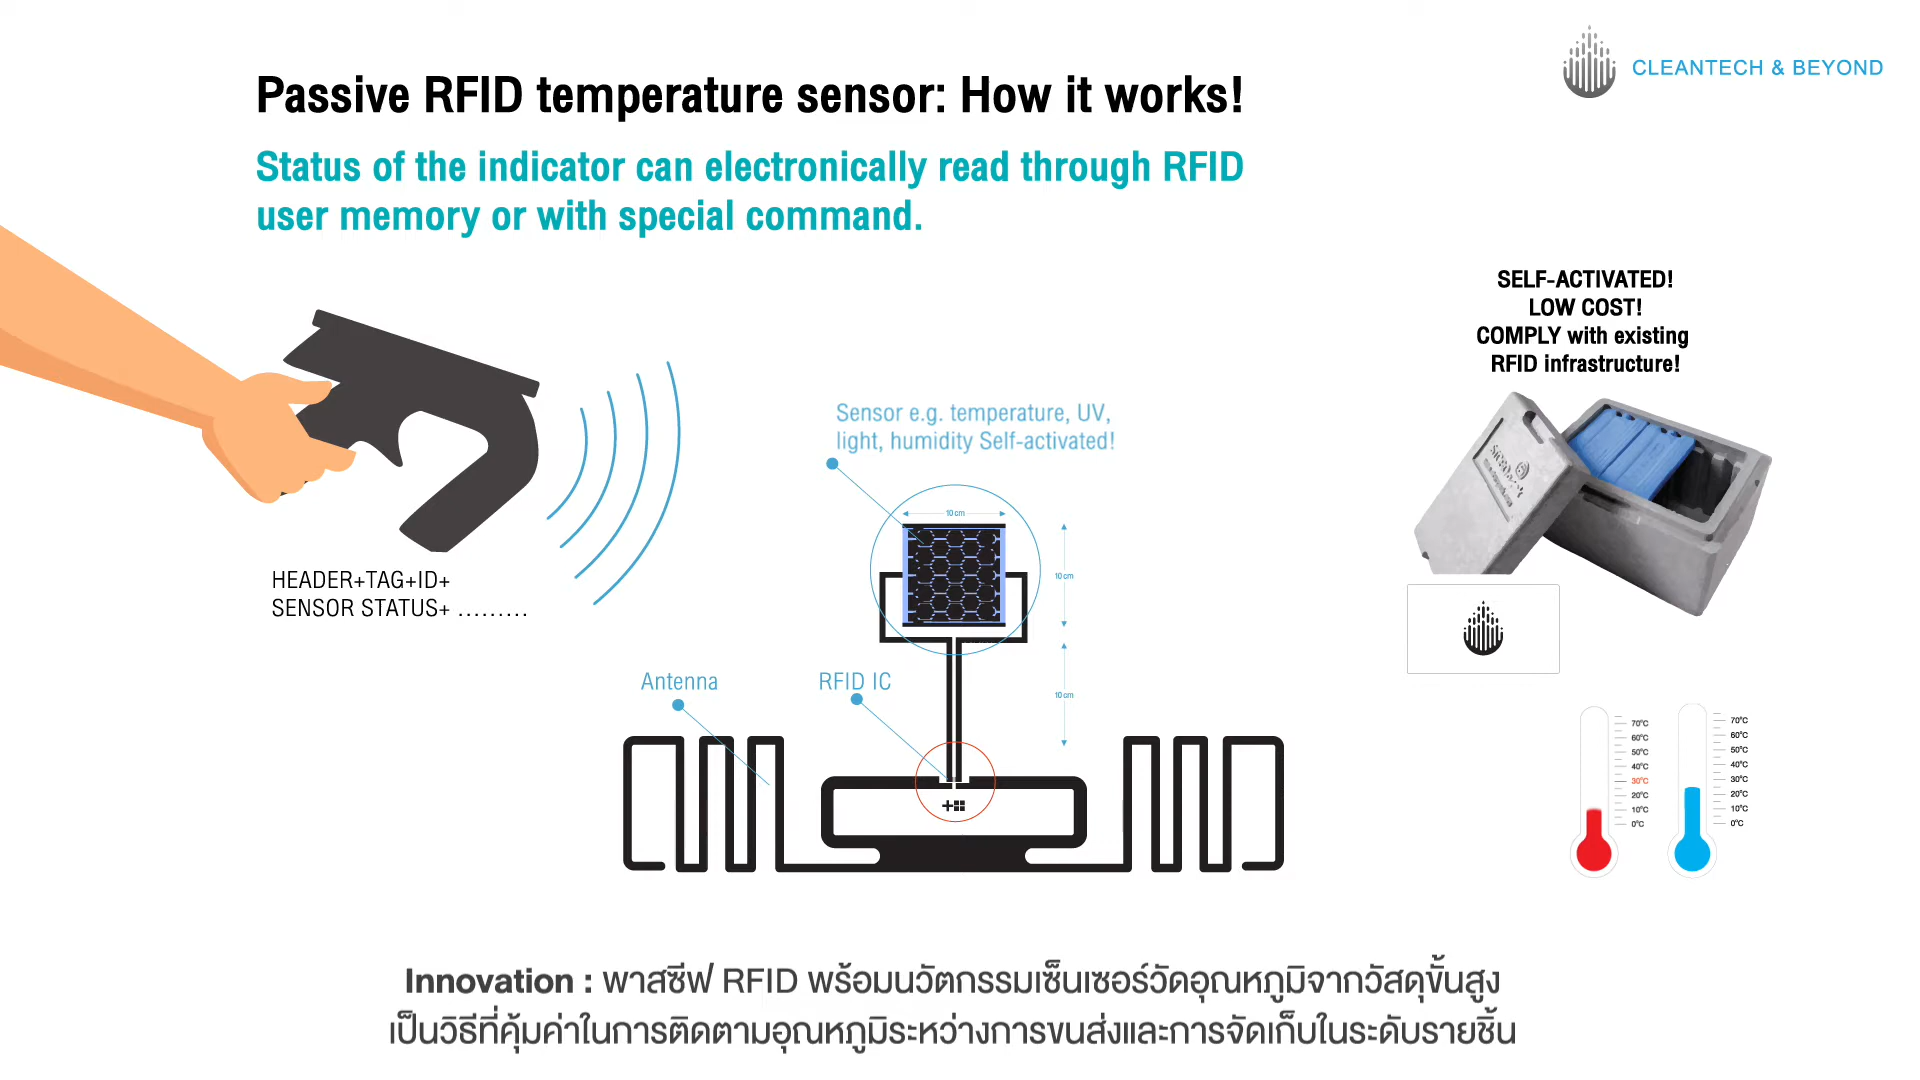 CLEANTECH & BEYOND
Passive RFID temperature sensor: How it works!
Status of the indicator can electronically read through RFID
user memory or with special command.
SELF-ACTIVATED!
LOW COST!
COMPLY with existing
RFID infrastructure!
Sensor e.g. temperature, UV,
light, humidity Self-activated!
10 cm
10 cm
10 cm
HEADER+TAG+ID+
SENSOR STATUS+ .........
Antenna
RFID IC
70°C
60°C
50°C
40°C
30°C
20°C
10°C
0°C
70°C
60°C
50°C
40°C
30°C
20°C
10°C
0°C
Innovation : พาสซีฟ RFID พร้อมนวัตกรรมเซ็นเซอร์วัดอุณหภูมิจากวัสดุขั้นสูง
เป็นวิธีที่คุ้มค่าในการติดตามอุณหภูมิระหว่างการขนส่งและการจัดเก็บในระดับรายชิ้น